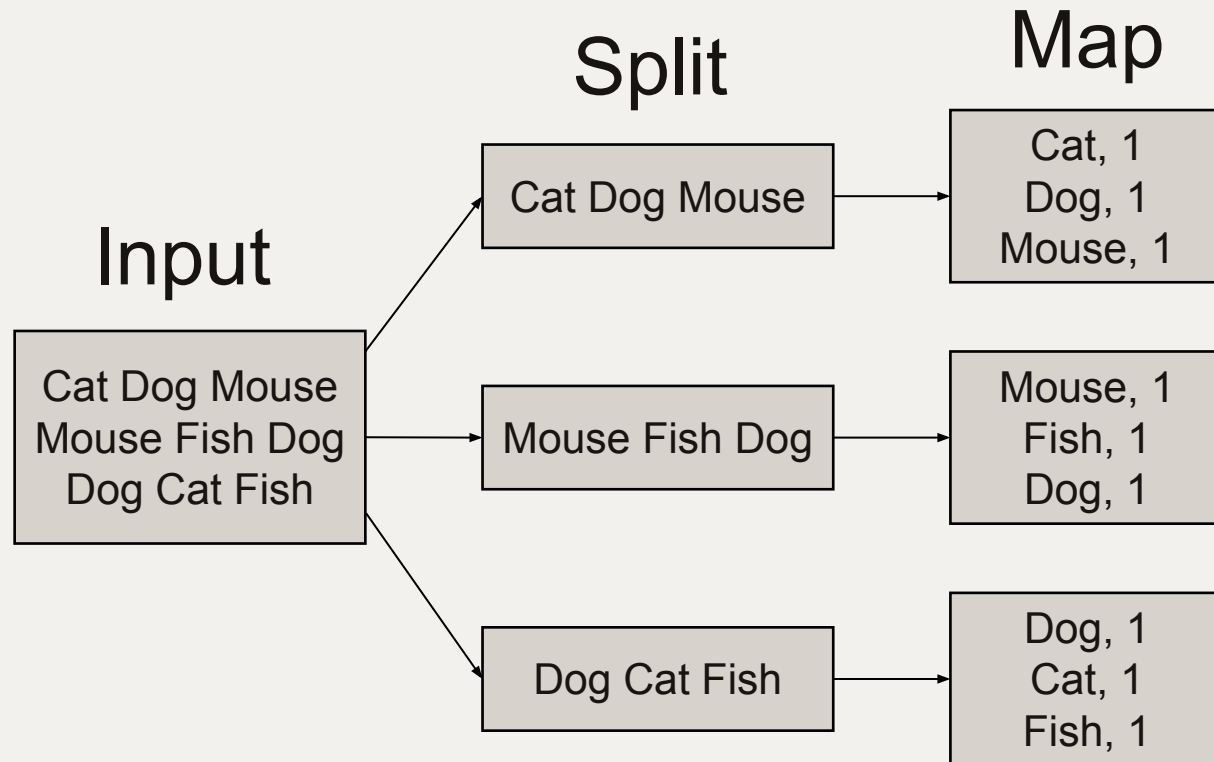 Input
Cat Dog Mouse
Mouse Fish Dog
Dog Cat Fish
Split
Cat Dog Mouse
Mouse Fish Dog
Dog Cat Fish
Map
Cat, 1
Dog, 1
Mouse, 1
Mouse, 1
Fish, 1
Dog, 1
Dog, 1
Cat, 1
Fish, 1